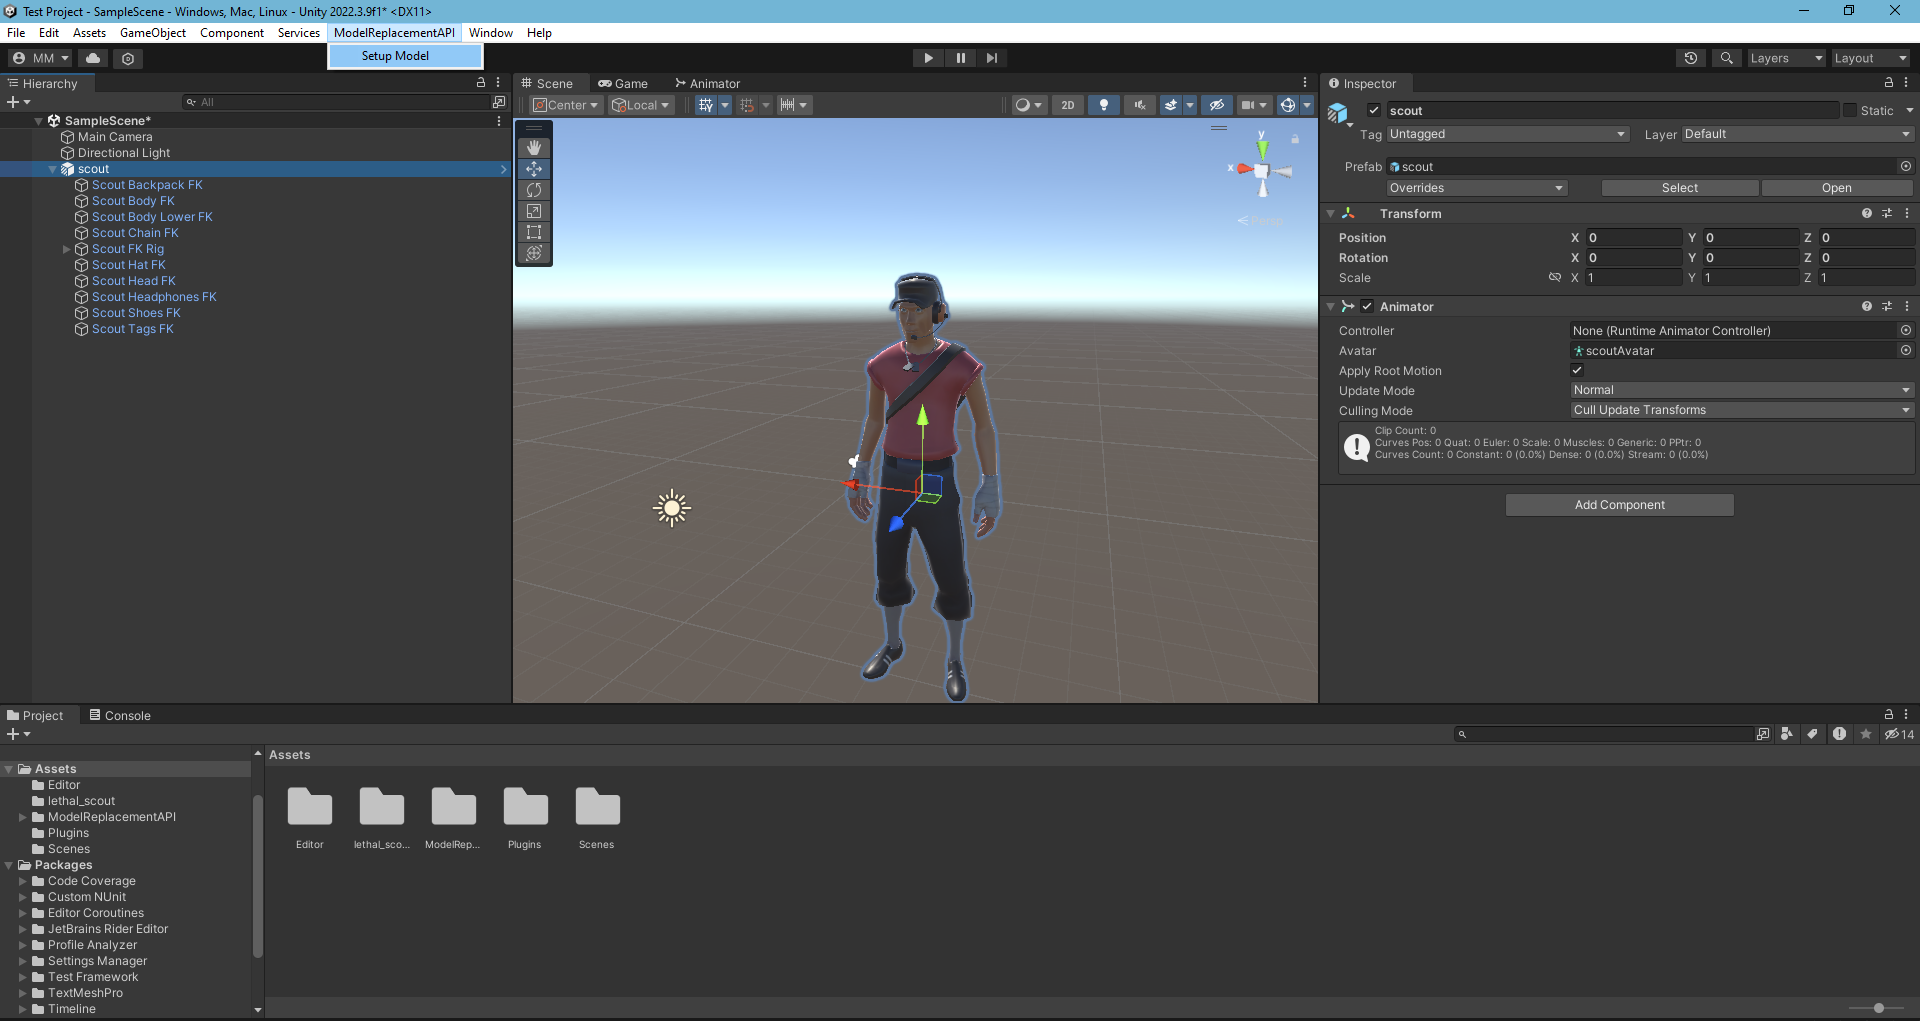 Test Project - SampleScene - Windows, Mac, Linux - Unity 2022.3.9f1* <DX11>
File Edit Assets GameObject Component Services ModelReplacementAPI Window Help
Setup Model
MM
Layers
Layout
Hierarchy
All
SampleScene*
Main Camera
Directional Light
scout
Scout Backpack FK
Scout Body FK
Scout Body Lower FK
Scout Chain FK
Scout FK Rig
Scout Hat FK
Scout Head FK
Scout Headphones FK
Scout Shoes FK
Scout Tags FK
Scene Game Animator
Center Local 2D
y
x
Persp
Inspector
scout Static
Tag Untagged Layer Default
Prefab scout
Overrides Select Open
Transform
Position X 0 Y 0 Z 0
Rotation X 0 Y 0 Z 0
Scale X 1 Y 1 Z 1
Animator
Controller None (Runtime Animator Controller)
Avatar scoutAvatar
Apply Root Motion
Update Mode Normal
Culling Mode Cull Update Transforms
Clip Count: 0
Curves Pos: 0 Quat: 0 Euler: 0 Scale: 0 Muscles: 0 Generic: 0 PPtr: 0
Curves Count: 0 Constant: 0 (0.0%) Dense: 0 (0.0%) Stream: 0 (0.0%)
Add Component
Project Console
14
Assets
Editor
lethal_scout
ModelReplacementAPI
Plugins
Scenes
Packages
Code Coverage
Custom NUnit
Editor Coroutines
JetBrains Rider Editor
Profile Analyzer
Settings Manager
Test Framework
TextMeshPro
Timeline
Assets
Editor lethal_sco... ModelRep... Plugins Scenes